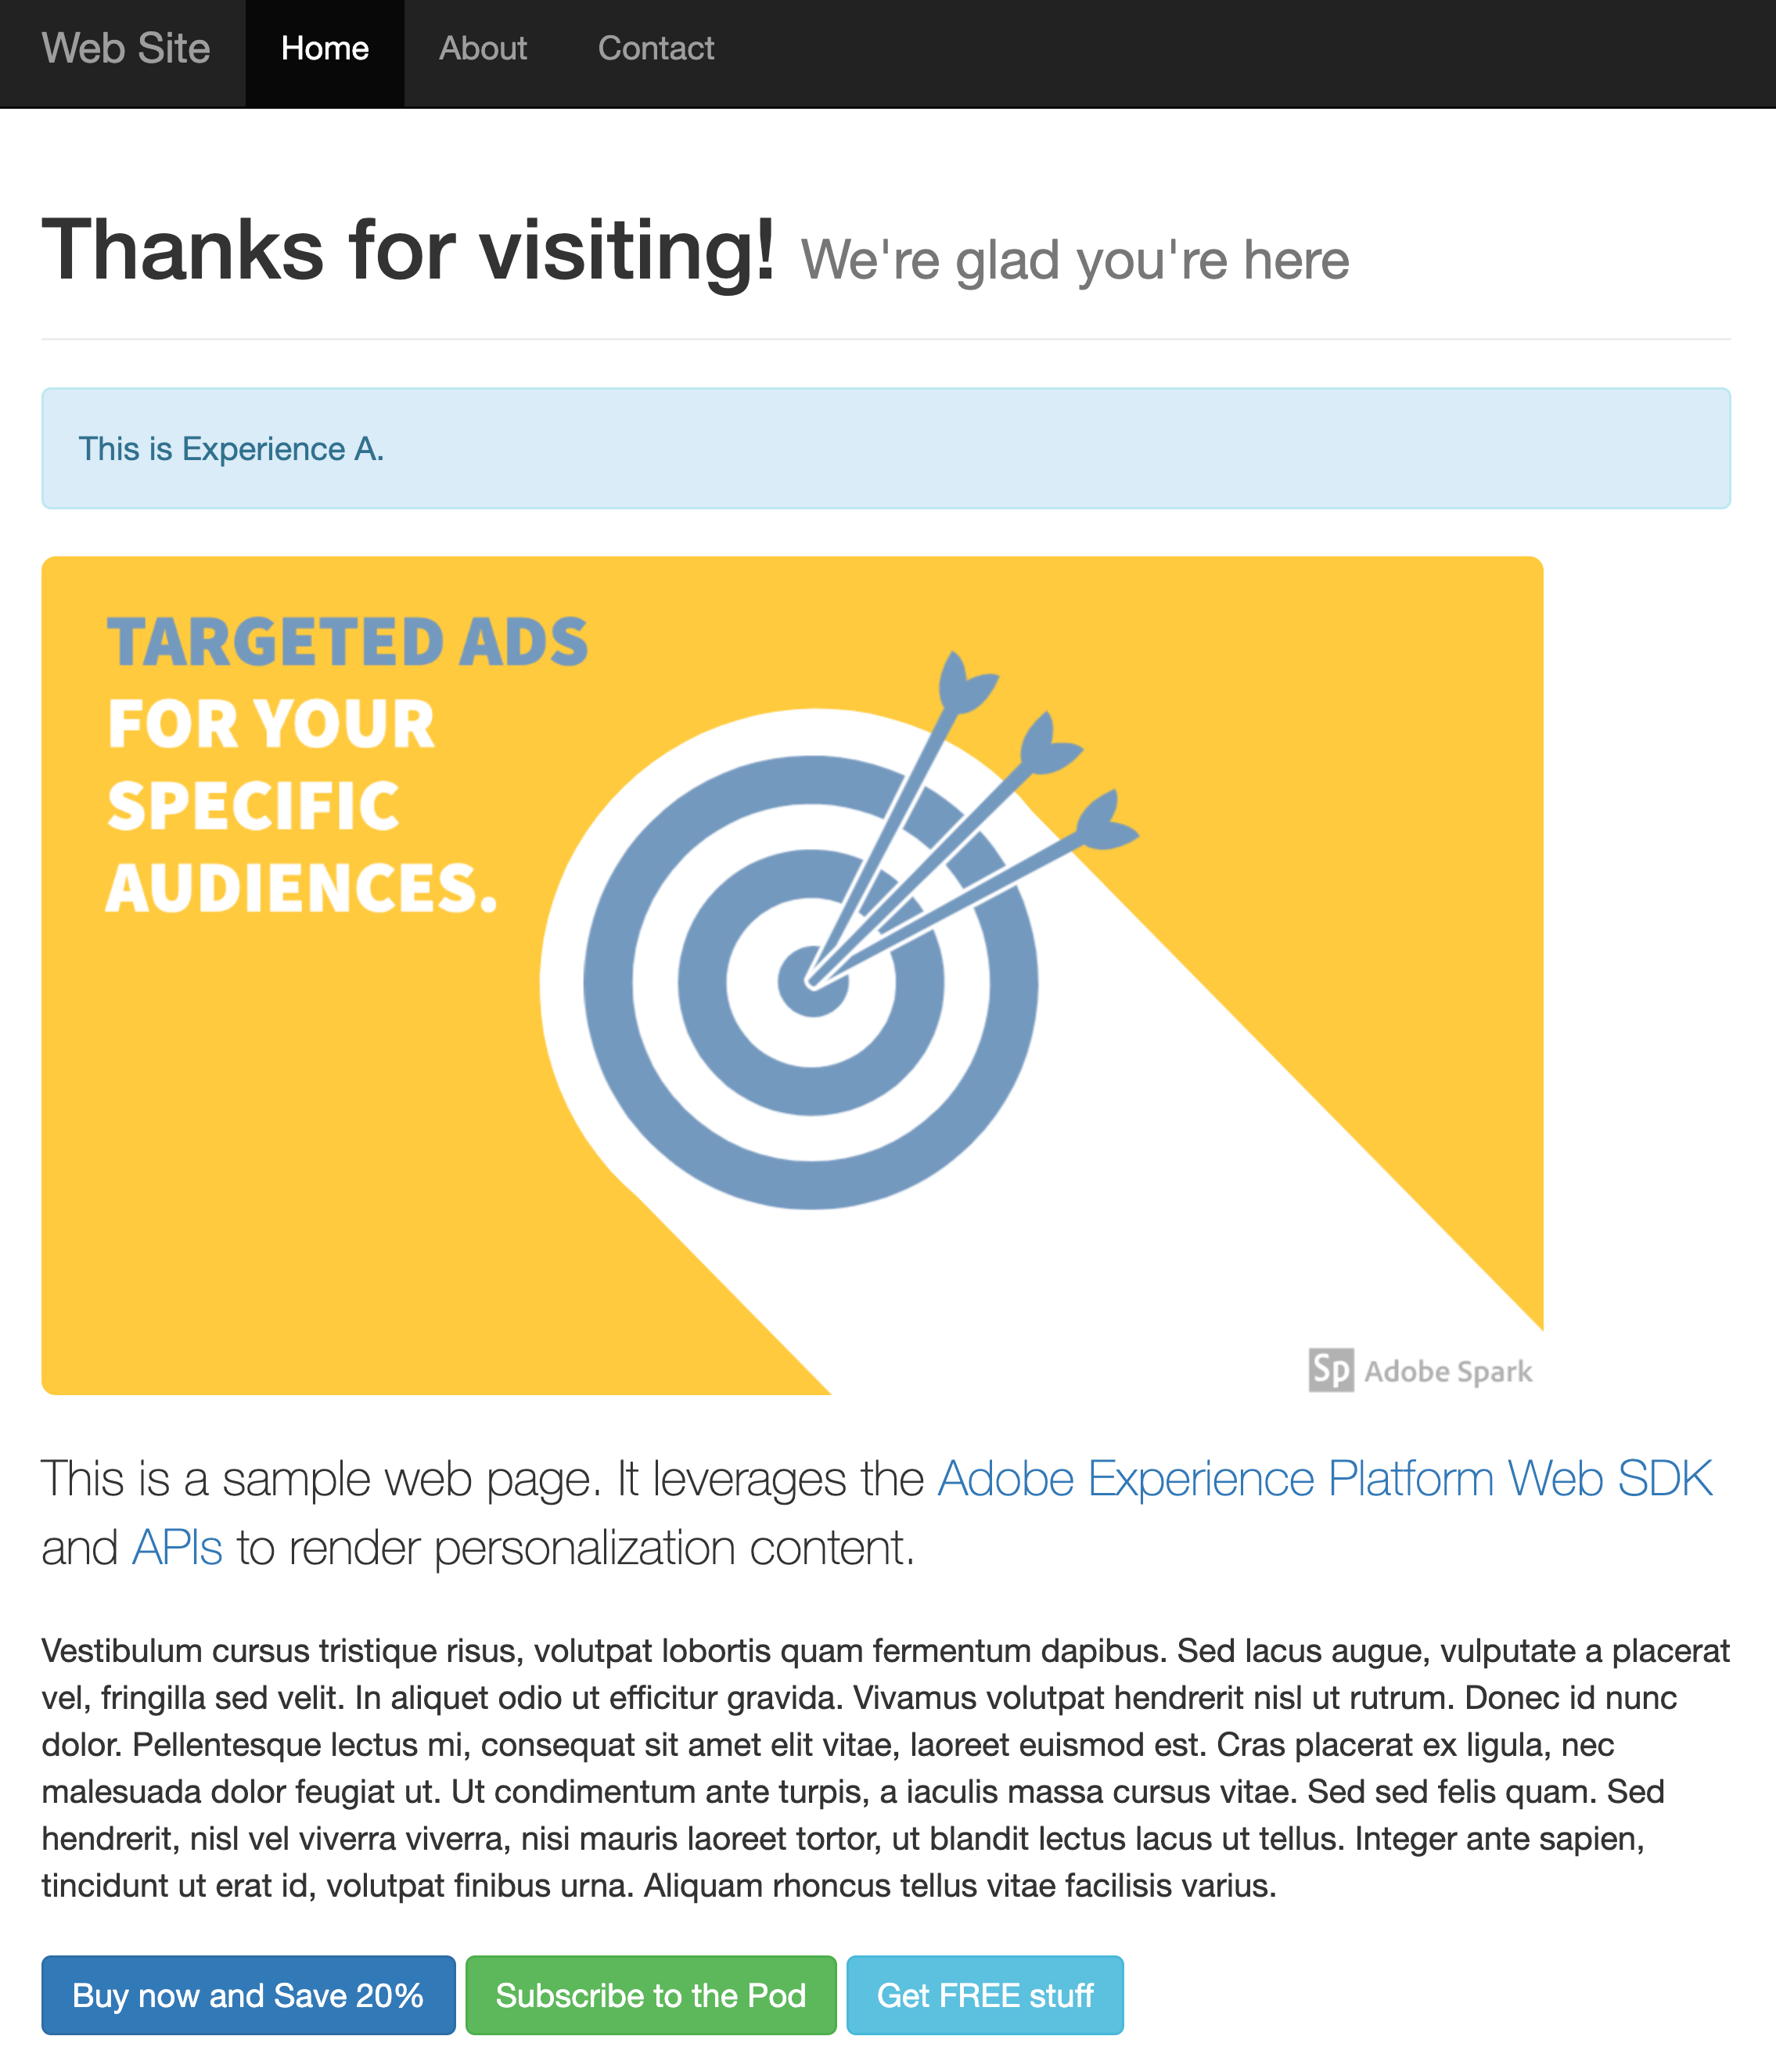 Web Site Home About Contact
Thanks for visiting! We're glad you're here
This is Experience A.
TARGETED ADS
FOR YOUR
SPECIFIC
AUDIENCES.
Sp Adobe Spark
This is a sample web page. It leverages the Adobe Experience Platform Web SDK
and APIs to render personalization content.
Vestibulum cursus tristique risus, volutpat lobortis quam fermentum dapibus. Sed lacus augue, vulputate a placerat
vel, fringilla sed velit. In aliquet odio ut efficitur gravida. Vivamus volutpat hendrerit nisl ut rutrum. Donec id nunc
dolor. Pellentesque lectus mi, consequat sit amet elit vitae, laoreet euismod est. Cras placerat ex ligula, nec
malesuada dolor feugiat ut. Ut condimentum ante turpis, a iaculis massa cursus vitae. Sed sed felis quam. Sed
hendrerit, nisl vel viverra viverra, nisi mauris laoreet tortor, ut blandit lectus lacus ut tellus. Integer ante sapien,
tincidunt ut erat id, volutpat finibus urna. Aliquam rhoncus tellus vitae facilisis varius.
Buy now and Save 20% Subscribe to the Pod Get FREE stuff